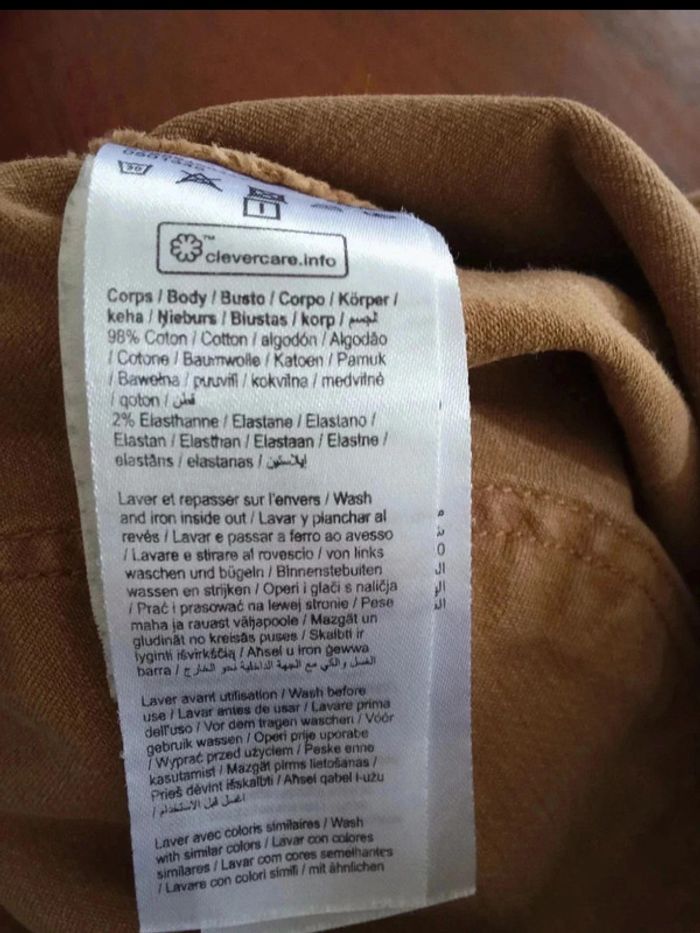 30
™
clevercare.info
Corps / Body / Busto / Corpo / Körper /
keha / Ņieburs / Biustas / korp / الجسم
98% Coton / Cotton / algodón / Algodão
/ Cotone / Baumwolle / Katoen / Pamuk
/ Bawełna / puuvill / kokvilna / medvilnė
/ qoton / قطن
2% Elasthanne / Elastane / Elastano /
Elastan / Elasthan / Elastaan / Elastne /
elastāns / elastanas / إيلاستين
Laver et repasser sur l'envers / Wash
and iron inside out / Lavar y planchar al
revés / Lavar e passar a ferro ao avesso
/ Lavare e stirare al rovescio / von links
waschen und bügeln / Binnenstebuiten
wassen en strijken / Operi i glači s naličja
/ Prać i prasować na lewej stronie / Pese
maha ja rauast väljapoole / Mazgāt un
gludināt no kreisās puses / Skalbti ir
lyginti išvirkščią / Aħsel u iron ġewwa
barra / الغسل والكي مع الجهة الداخلية نحو الخارج /
Laver avant utilisation / Wash before
use / Lavar antes de usar / Lavare prima
dell'uso / Vor dem tragen waschen / Vóór
gebruik wassen / Operi prije uporabe
/ Wyprać przed użyciem / Peske enne
kasutamist / Mazgāt pirms lietošanas /
Prieš dėvint išskalbti / Aħsel qabel l-użu
/ اغسل قبل الاستخدام /
Laver avec coloris similaires / Wash
with similar colors / Lavar con colores
similares / Lavar com cores semelhantes
/ Lavare con colori simili / mit ähnlichen